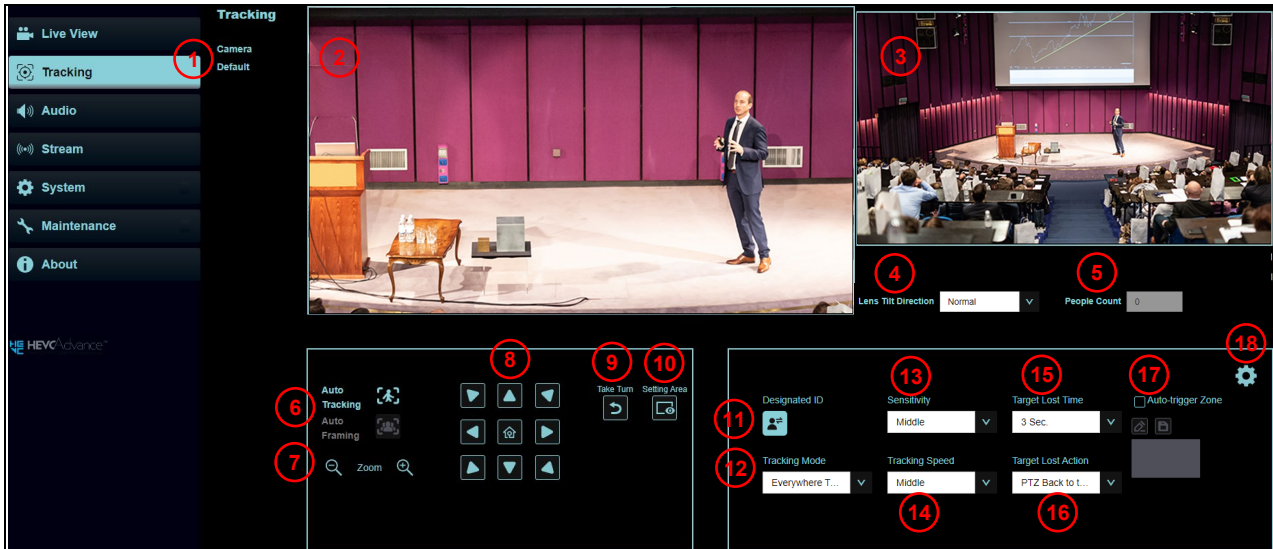 Live View
Tracking
Audio
Stream
System
Maintenance
About
HEVC Advance™
Tracking
Camera
Default
1
2
3
4
5
Lens Tilt Direction
Normal
People Count
0
6
Auto
Tracking
Auto
Framing
7
Zoom
8
9
Take Turn
10
Setting Area
11
Designated ID
12
Tracking Mode
Everywhere T...
13
Sensitivity
Middle
Tracking Speed
Middle
14
15
Target Lost Time
3 Sec.
Target Lost Action
PTZ Back to t...
16
17
Auto-trigger Zone
18